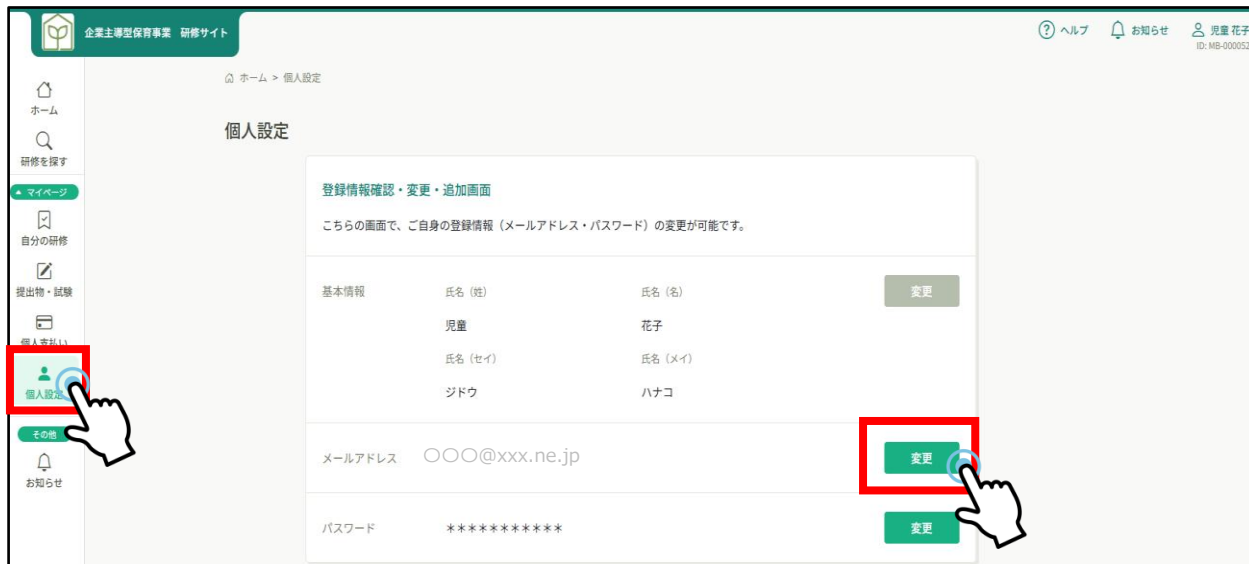 企業主導型保育事業 研修サイト
ヘルプ
お知らせ
児童 花子
ID: MB-000052
ホーム > 個人設定
ホーム
研修を探す
マイページ
自分の研修
提出物・試験
個人支払い
個人設定
その他
お知らせ
個人設定
登録情報確認・変更・追加画面
こちらの画面で、ご自身の登録情報（メールアドレス・パスワード）の変更が可能です。
基本情報
氏名（姓）
氏名（名）
変更
児童
花子
氏名（セイ）
氏名（メイ）
ジドウ
ハナコ
メールアドレス
〇〇〇@xxx.ne.jp
変更
パスワード
***********
変更